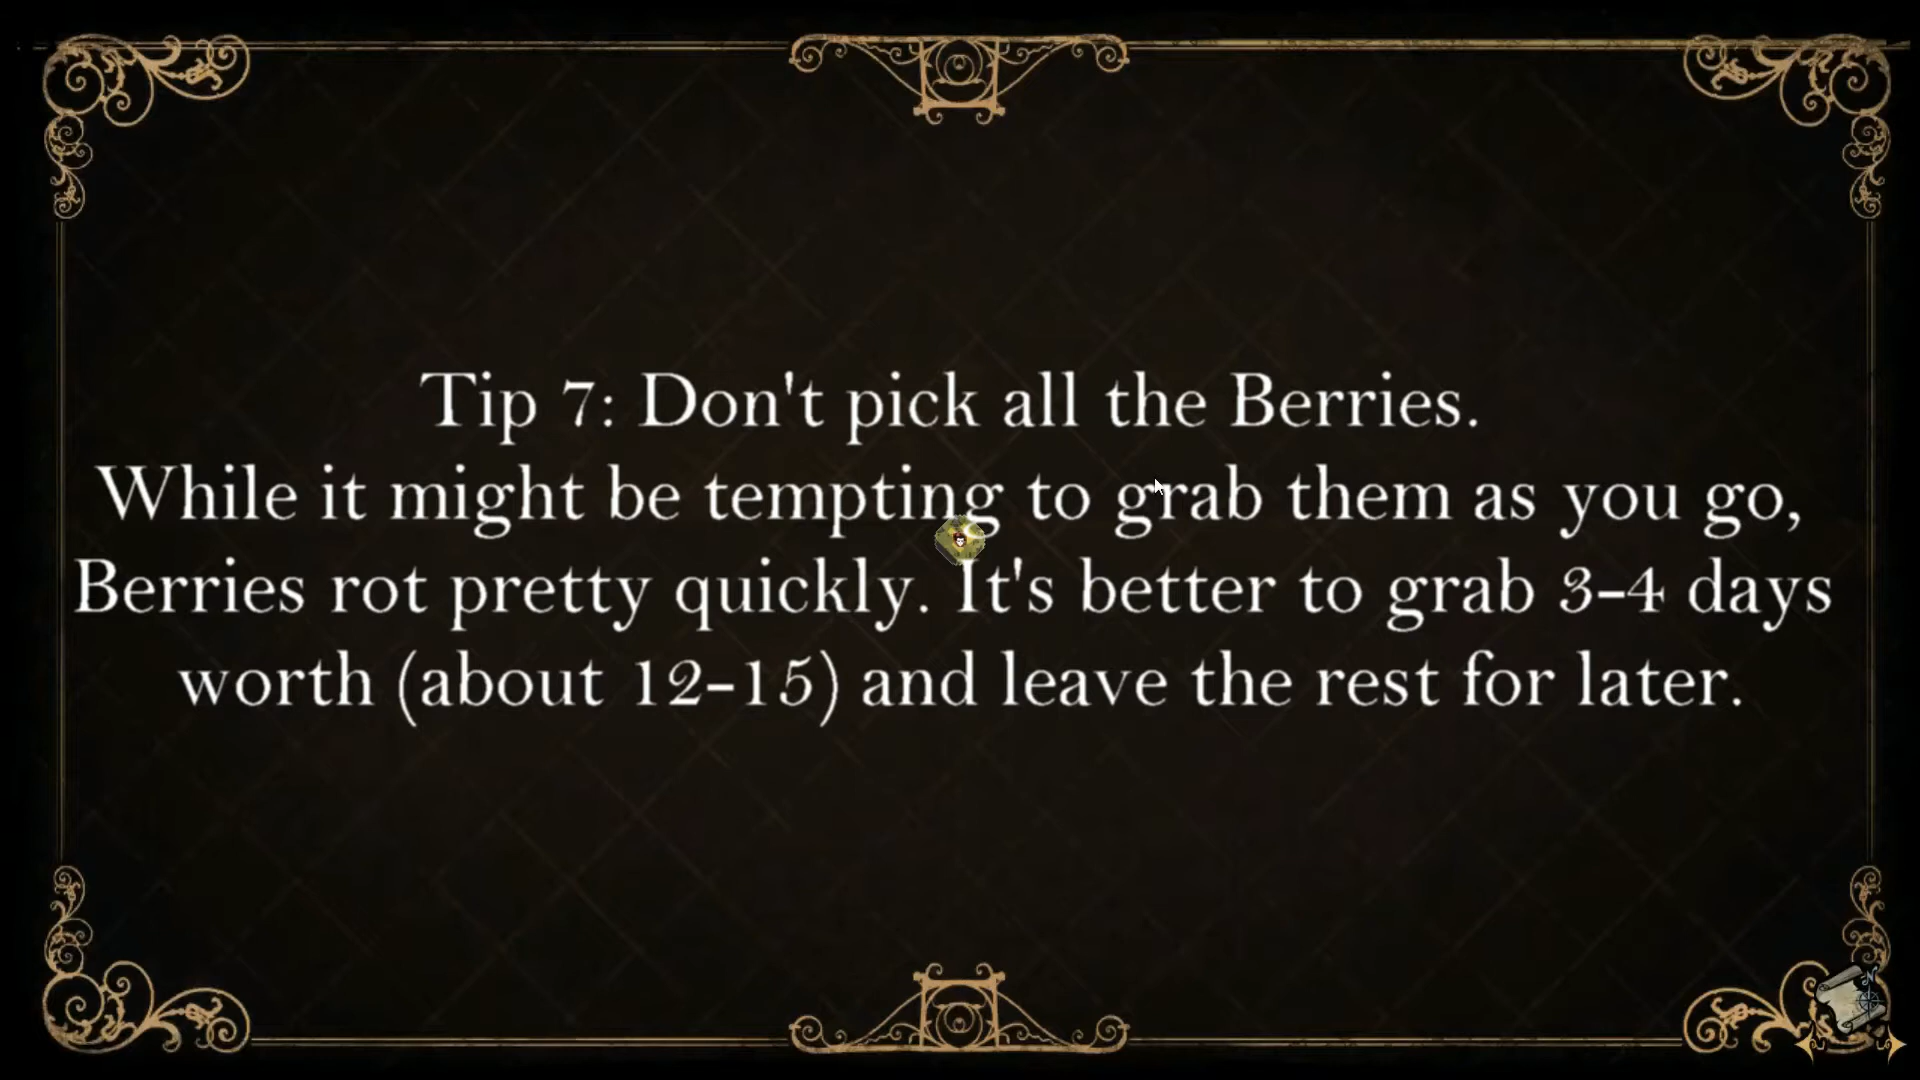 Tip 7: Don't pick all the Berries.
While it might be tempting to grab them as you go,
Berries rot pretty quickly. It's better to grab 3-4 days
worth (about 12-15) and leave the rest for later.
N